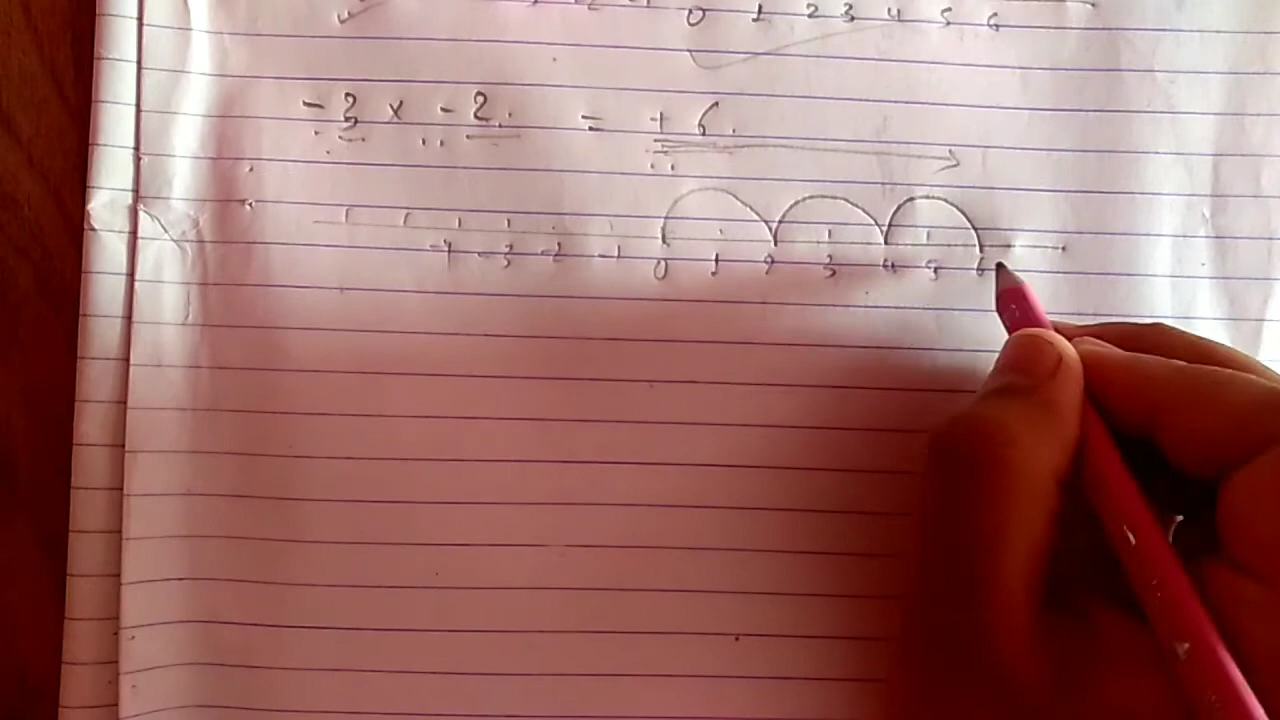 0 1 2 3 4 5 6
- 3 x - 2. = + 6.
-4 -3 -2 -1 0 1 2 3 4 5 6